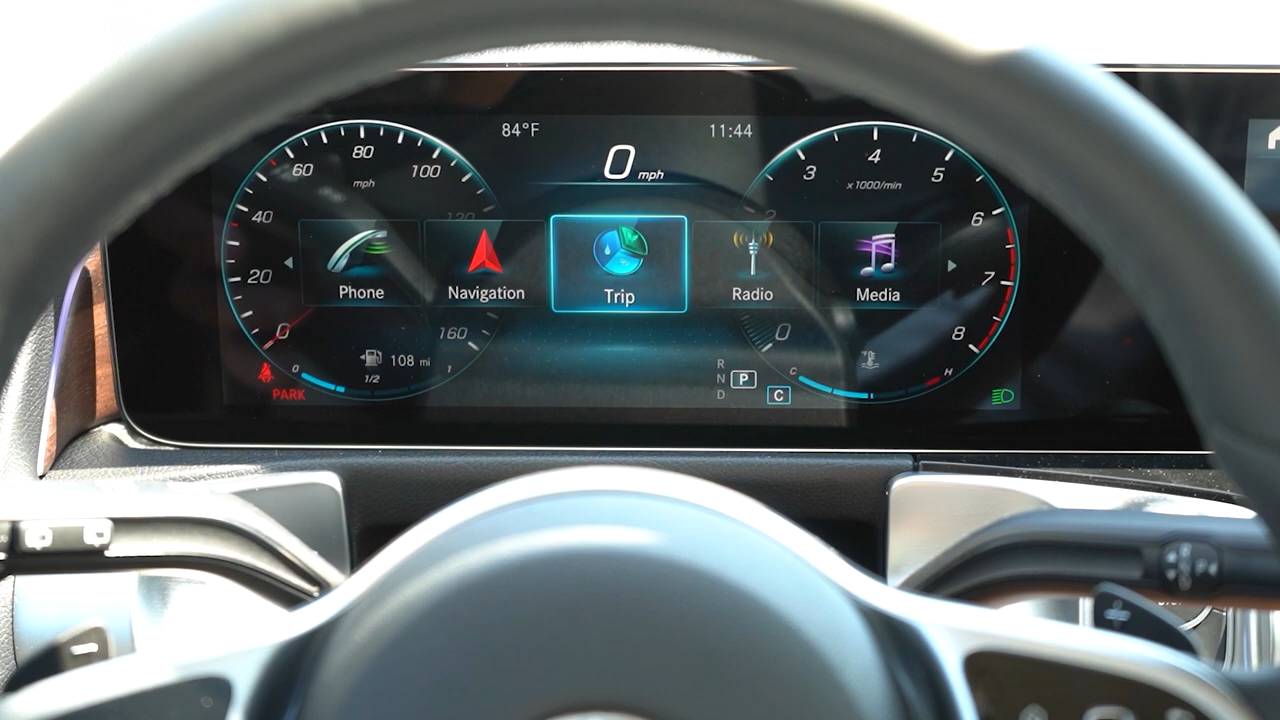 84°F
11:44
0 mph
60 80 100
mph
40
120
20
0
160
108 mi
0 1/2 1
PARK
3 4 5
x1000/min
2
6
7
0
8
C
H
Phone
Navigation
Trip
Radio
Media
R
N
D
P
C